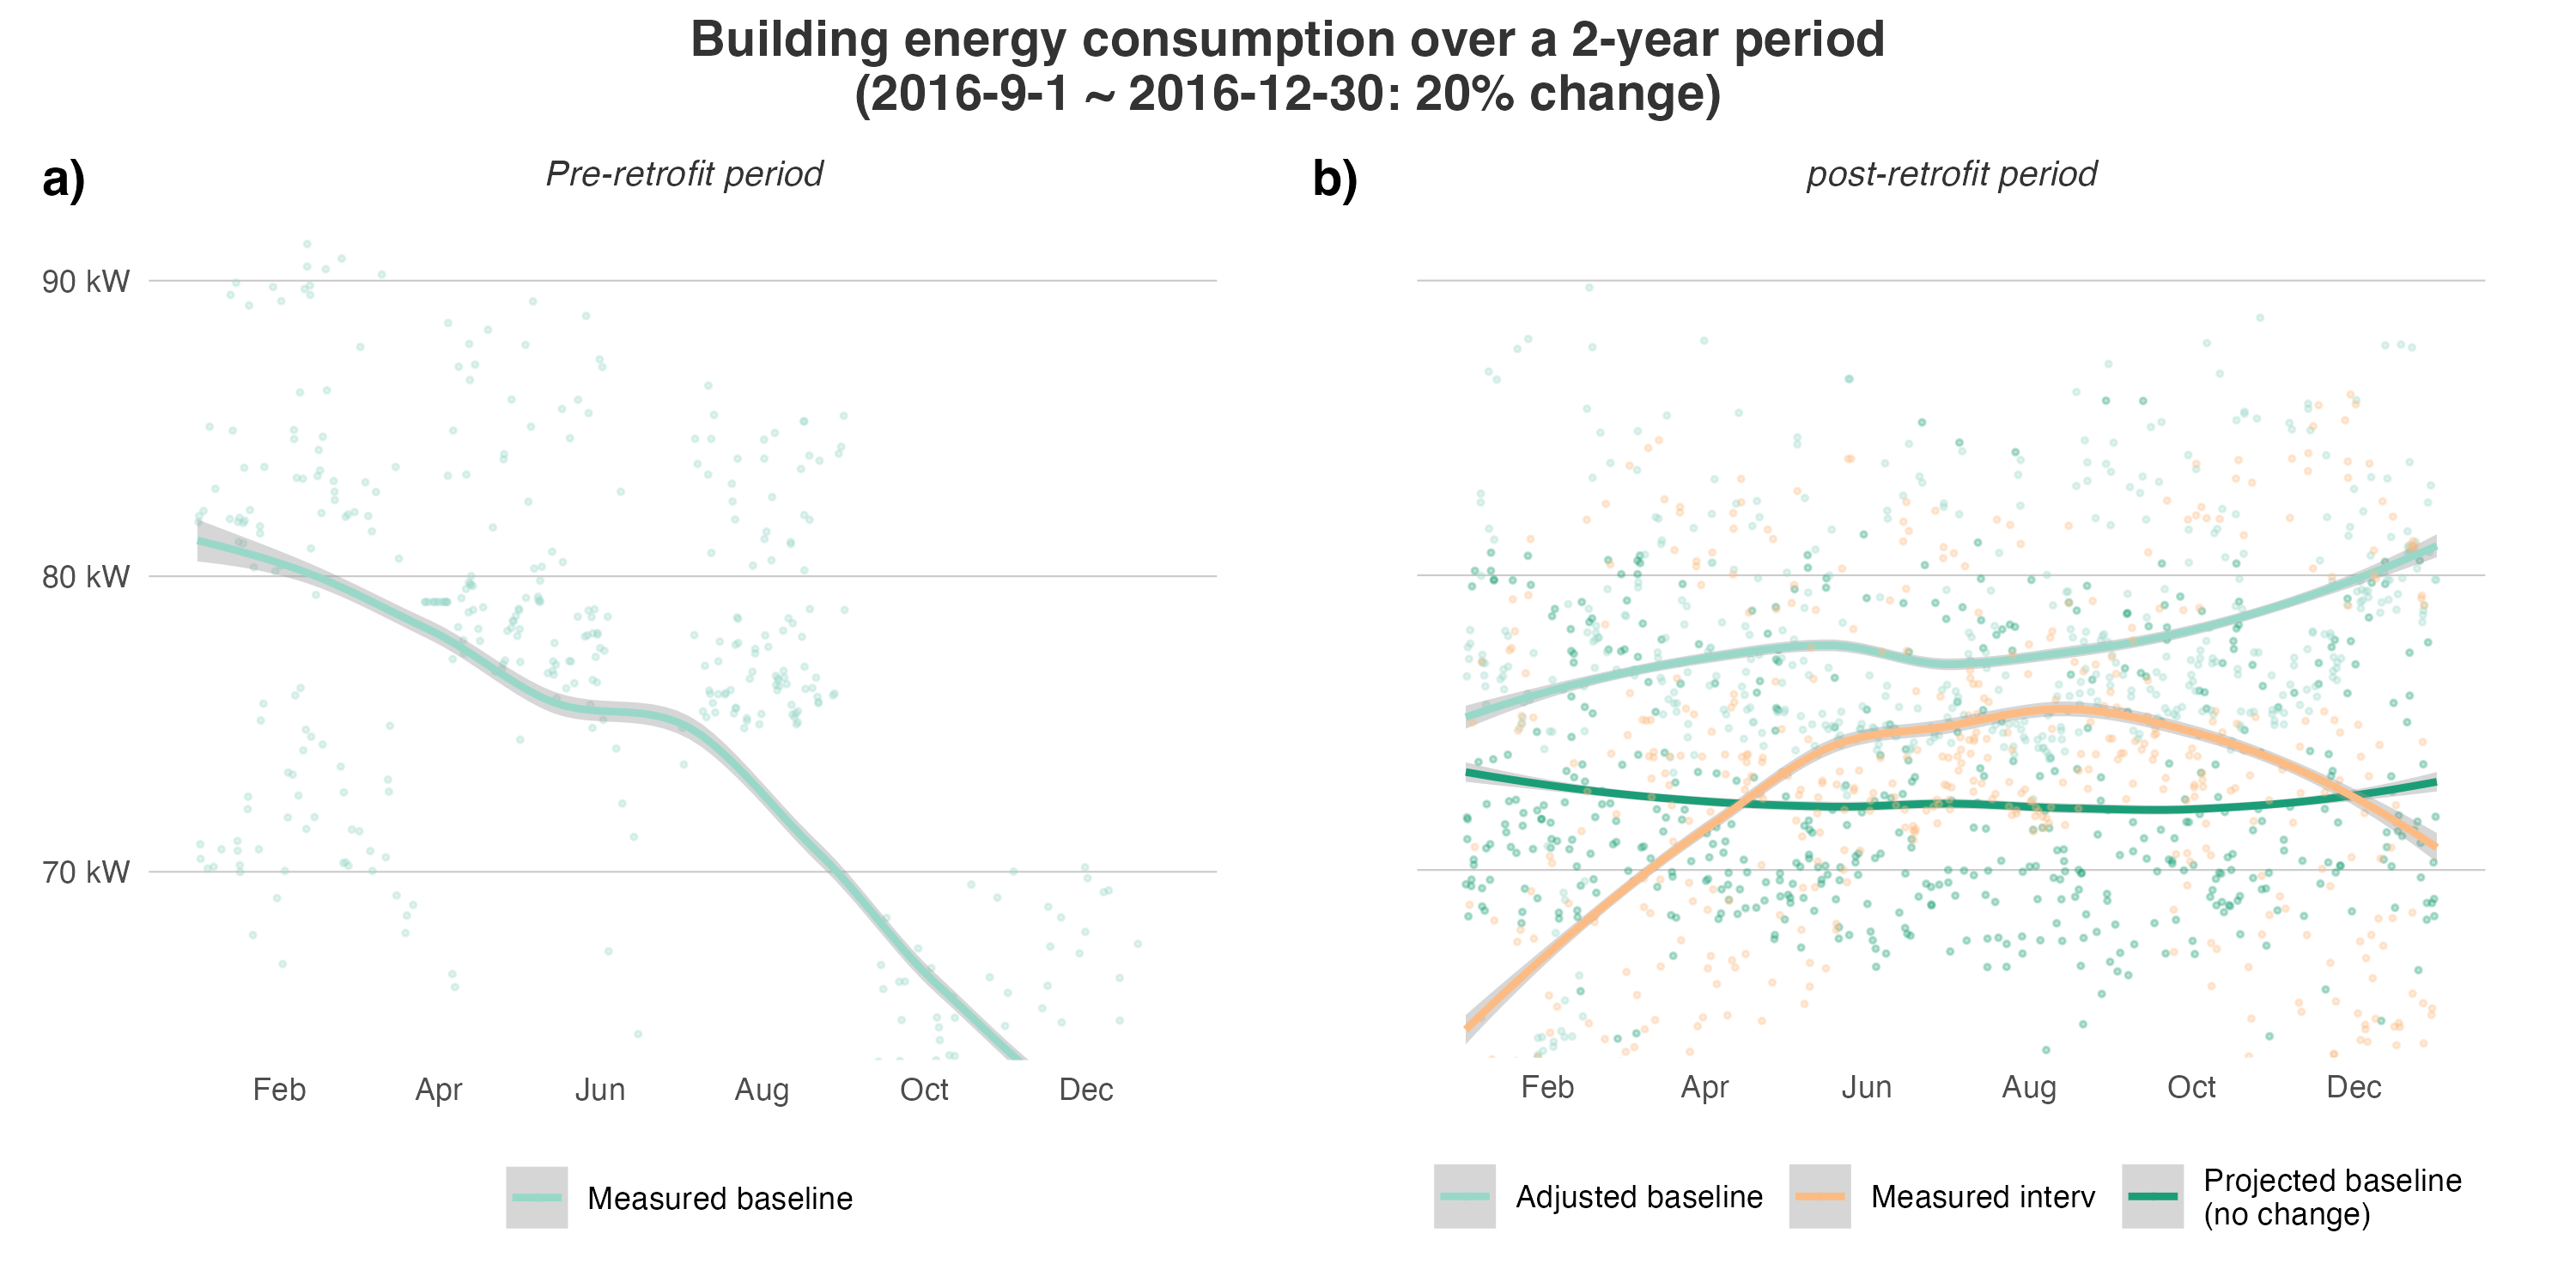 Building energy consumption over a 2-year period
(2016-9-1 ~ 2016-12-30: 20% change)
a)
Pre-retrofit period
90 kW
80 kW
70 kW
Feb Apr Jun Aug Oct Dec
Measured baseline
b)
post-retrofit period
Feb Apr Jun Aug Oct Dec
Adjusted baseline
Measured interv
Projected baseline
(no change)